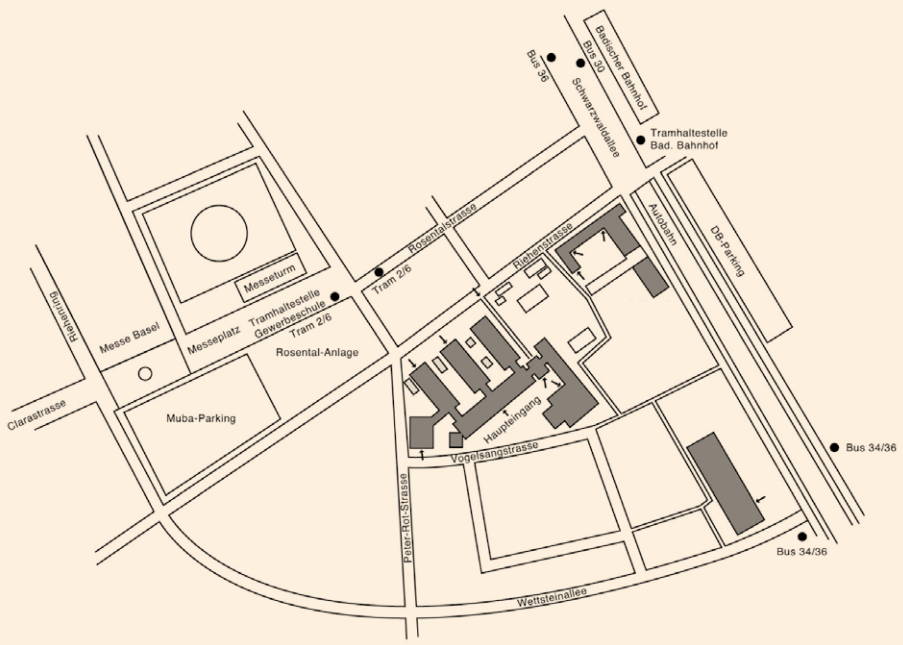 Bus 36
Bus 30
Badischer Bahnhof
Schwarzwaldallee
Tramhaltestelle
Bad. Bahnhof
Rosentalstrasse
Riehenstrasse
Autobahn
DB-Parking
Messeturm
Tram 2/6
Tramhaltestelle
Gewerbeschule
Tram 2/6
Messeplatz
Rosental-Anlage
Riehenring
Messe Basel
Clarastrasse
Muba-Parking
Haupteingang
Vogelsangstrasse
Peter-Rot-Strasse
Bus 34/36
Bus 34/36
Wettsteinallee